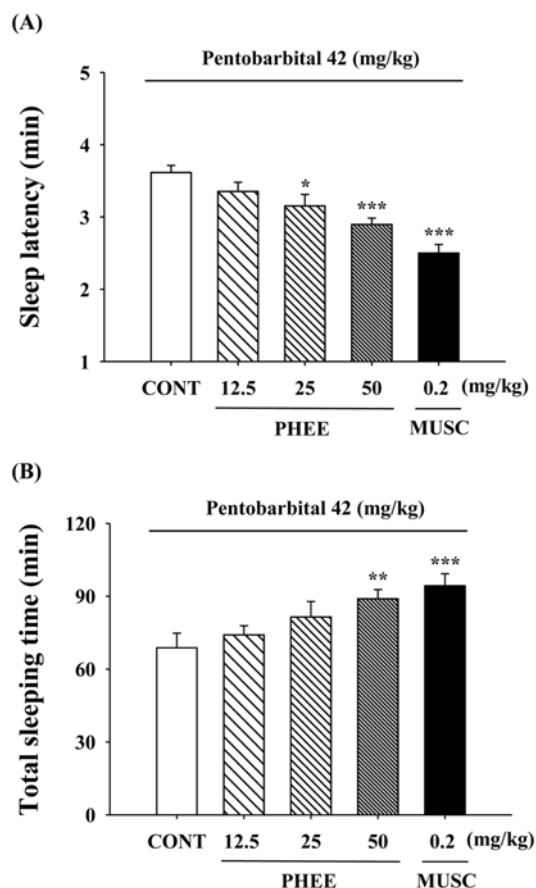 (A)
Pentobarbital 42 (mg/kg)
Sleep latency (min)
5
4
3
2
1
*
***
***
CONT 12.5 25 50 0.2 (mg/kg)
PHEE MUSC
(B)
Pentobarbital 42 (mg/kg)
Total sleeping time (min)
120
90
60
30
0
**
***
CONT 12.5 25 50 0.2 (mg/kg)
PHEE MUSC